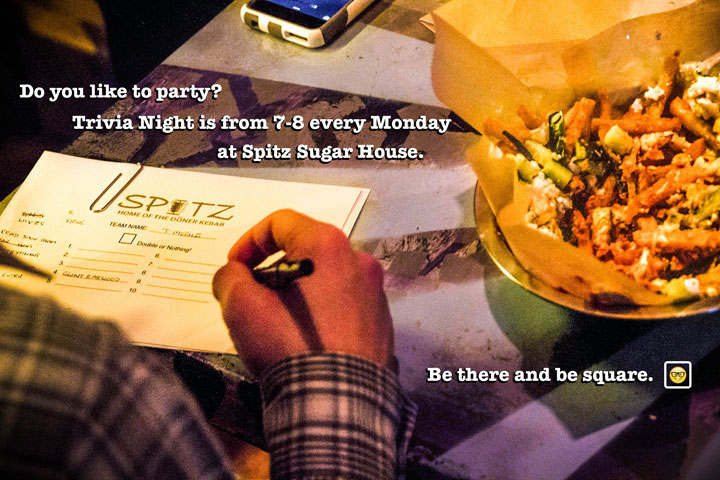 Do you like to party?
Trivia Night is from 7-8 every Monday
at Spitz Sugar House.
SPITZ
HOME OF THE DÖNER KEBAB
TEAM NAME
Double or Nothing!
1.
2.
3.
4.
5.
6.
7.
8.
9.
10.
CLINT EASTWOOD
Be there and be square.